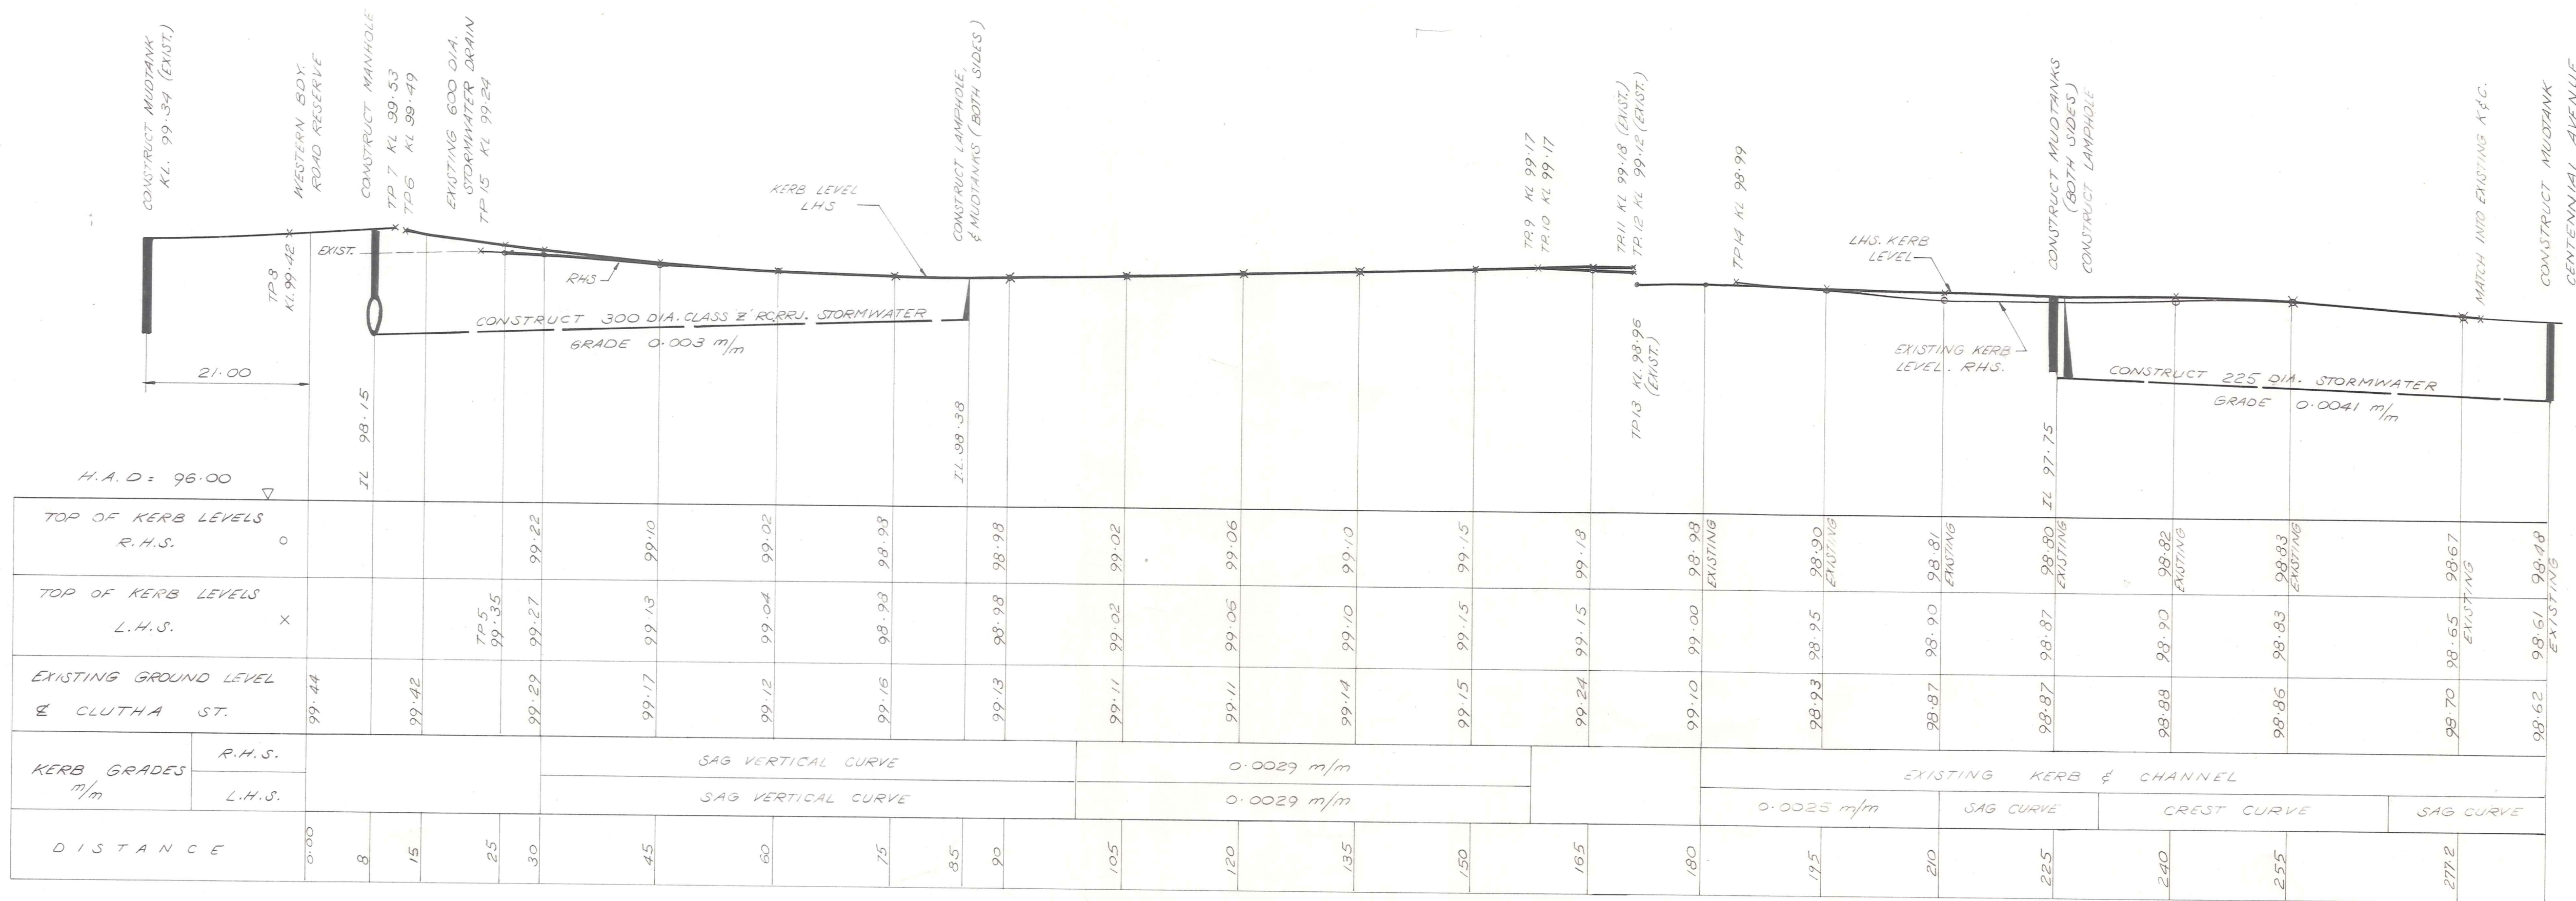 CONSTRUCT MUDTANK
KL. 99·34 (EXIST.)
WESTERN BDY.
ROAD RESERVE
CONSTRUCT MANHOLE
TP 7 KL 99·53
TP 6 KL 99·49
EXISTING 600 DIA.
STORMWATER DRAIN
TP 15 KL 99·24
CONSTRUCT LAMPHOLE,
& MUDTANKS (BOTH SIDES)
TP.9 KL 99·17
TP.10 KL 99·17
TP.11 KL 99·18 (EXIST.)
TP.12 KL 99·12 (EXIST.)
TP14 KL 98·99
CONSTRUCT MUDTANKS
(BOTH SIDES)
CONSTRUCT LAMPHOLE
MATCH INTO EXISTING K&C.
CONSTRUCT MUDTANK
CENTENNIAL AVENUE
KERB LEVEL
LHS
TP 8
KL 99·42
EXIST.
RHS
LHS. KERB
LEVEL
CONSTRUCT 300 DIA. CLASS 'Z' RCRRJ. STORMWATER
GRADE 0·003 m/m
TP 13 KL. 98·96
(EXIST.)
EXISTING KERB
LEVEL. RHS.
CONSTRUCT 225 DIA. STORMWATER
GRADE 0·0041 m/m
21·00
IL 98·15
I.L. 98·38
IL 97·75
H.A.D = 96·00
TOP OF KERB LEVELS
R.H.S. O
99·22 99·10 99·02 98·98 98·98 99·02 99·06 99·10 99·15 99·18 98·98 98·90 98·81 98·80 98·82 98·83 98·67 98·48
EXISTING EXISTING EXISTING EXISTING EXISTING EXISTING EXISTING EXISTING
TOP OF KERB LEVELS
L.H.S. X
TP 5
99·35 99·27 99·13 99·04 98·98 98·98 99·02 99·06 99·10 99·15 99·15 99·00 98·95 98·90 98·87 98·90 98·83 98·65 98·61
EXISTING GROUND LEVEL
℄ CLUTHA ST.
99·44 99·42 99·29 99·17 99·12 99·16 99·13 99·11 99·11 99·14 99·15 99·24 99·10 98·93 98·87 98·87 98·88 98·86 98·70 98·62
KERB GRADES
m/m
R.H.S. SAG VERTICAL CURVE 0·0029 m/m EXISTING KERB & CHANNEL
L.H.S. SAG VERTICAL CURVE 0·0029 m/m 0·0025 m/m SAG CURVE CREST CURVE SAG CURVE
DISTANCE 0·00 8 15 25 30 45 60 75 85 90 105 120 135 150 165 180 195 210 225 240 255 277·2